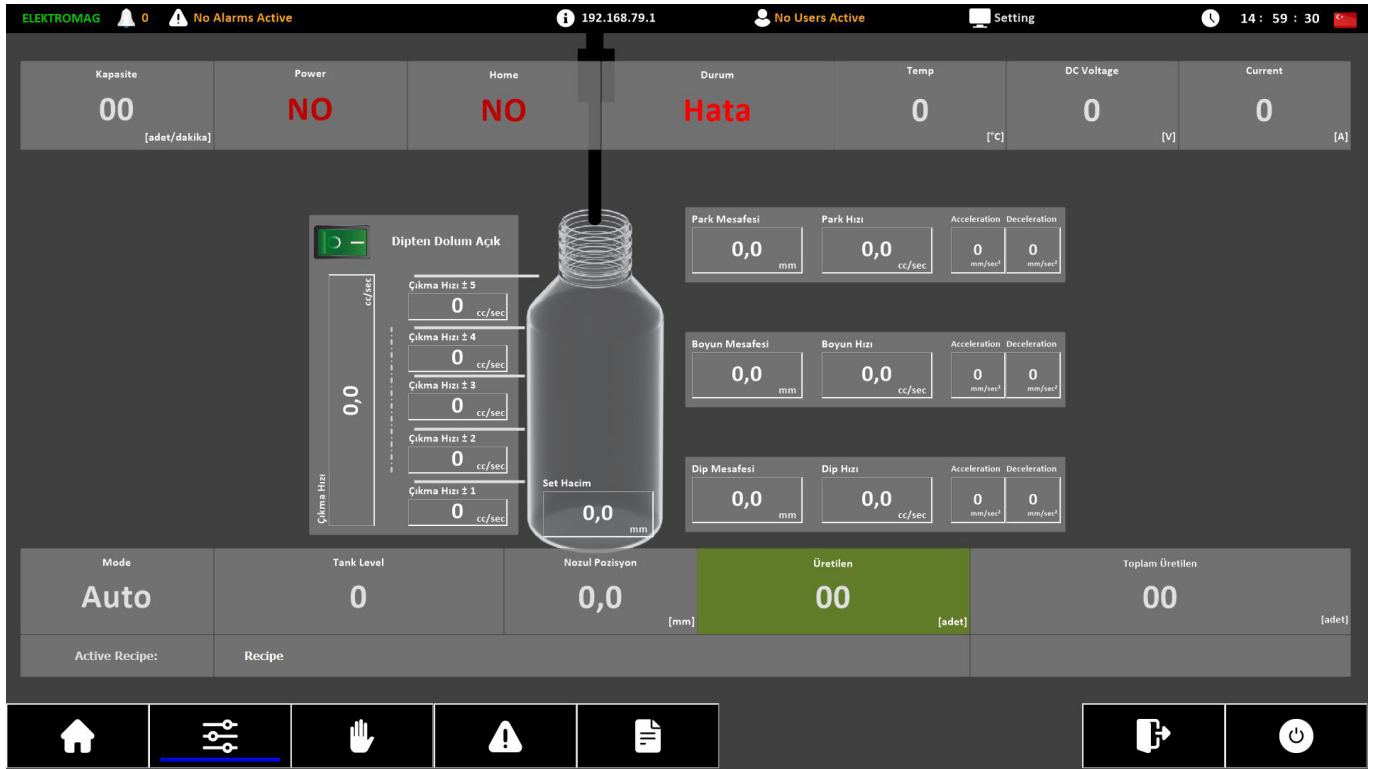 ELEKTROMAG 0 No Alarms Active 192.168.79.1 No Users Active Setting 14 : 59 : 30
Kapasite Power Home Durum Temp DC Voltage Current
00 NO NO Hata 0 0 0
[adet/dakika] [°C] [V] [A]
Dipten Dolum Açık
Çıkma Hızı
0,0
cc/sec
Çıkma Hızı ± 5
0 cc/sec
Çıkma Hızı ± 4
0 cc/sec
Çıkma Hızı ± 3
0 cc/sec
Çıkma Hızı ± 2
0 cc/sec
Çıkma Hızı ± 1
0 cc/sec
Set Hacim
0,0
mm
Park Mesafesi Park Hızı Acceleration Deceleration
0,0 mm 0,0 cc/sec 0 mm/sec² 0 mm/sec²
Boyun Mesafesi Boyun Hızı Acceleration Deceleration
0,0 mm 0,0 cc/sec 0 mm/sec² 0 mm/sec²
Dip Mesafesi Dip Hızı Acceleration Deceleration
0,0 mm 0,0 cc/sec 0 mm/sec² 0 mm/sec²
Mode Tank Level Nozul Pozisyon Üretilen Toplam Üretilen
Auto 0 0,0 00 00
[mm] [adet] [adet]
Active Recipe: Recipe